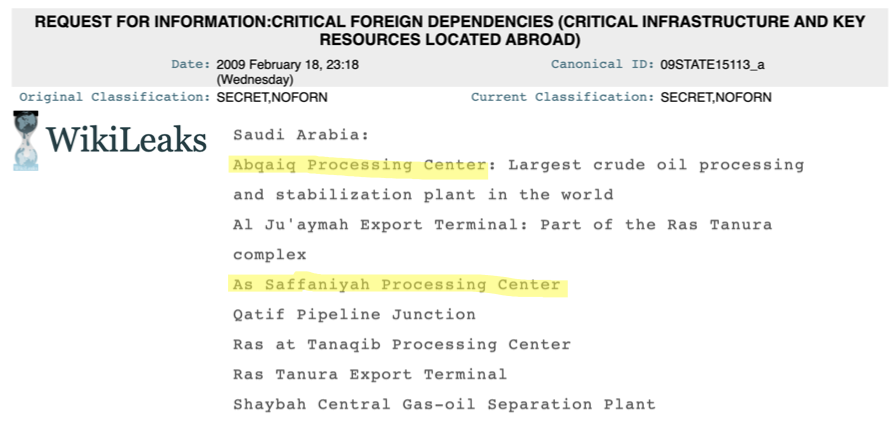 REQUEST FOR INFORMATION:CRITICAL FOREIGN DEPENDENCIES (CRITICAL INFRASTRUCTURE AND KEY
RESOURCES LOCATED ABROAD)
Date: 2009 February 18, 23:18
(Wednesday)
Canonical ID: 09STATE15113_a
Original Classification: SECRET,NOFORN
Current Classification: SECRET,NOFORN
WikiLeaks
Saudi Arabia:
Abqaiq Processing Center: Largest crude oil processing
and stabilization plant in the world
Al Ju'aymah Export Terminal: Part of the Ras Tanura
complex
As Saffaniyah Processing Center
Qatif Pipeline Junction
Ras at Tanaqib Processing Center
Ras Tanura Export Terminal
Shaybah Central Gas-oil Separation Plant